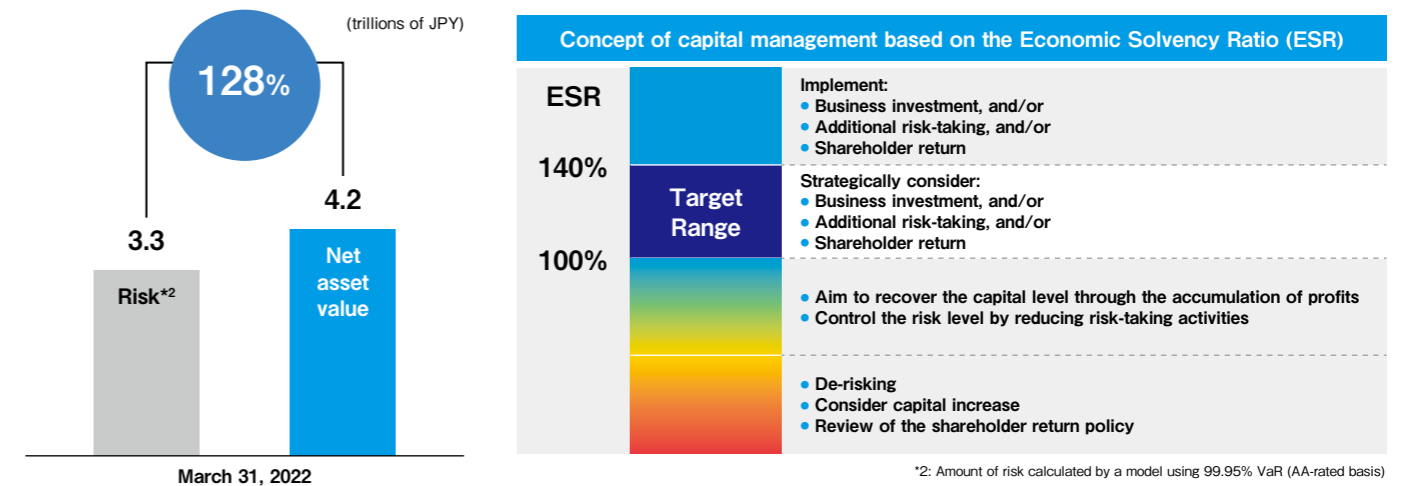 (trillions of JPY)
128%
4.2
3.3
Net
asset
value
Risk*2
March 31, 2022
Concept of capital management based on the Economic Solvency Ratio (ESR)
ESR
140%
100%
Target
Range
Implement:
● Business investment, and/or
● Additional risk-taking, and/or
● Shareholder return
Strategically consider:
● Business investment, and/or
● Additional risk-taking, and/or
● Shareholder return
● Aim to recover the capital level through the accumulation of profits
● Control the risk level by reducing risk-taking activities
● De-risking
● Consider capital increase
● Review of the shareholder return policy
*2: Amount of risk calculated by a model using 99.95% VaR (AA-rated basis)